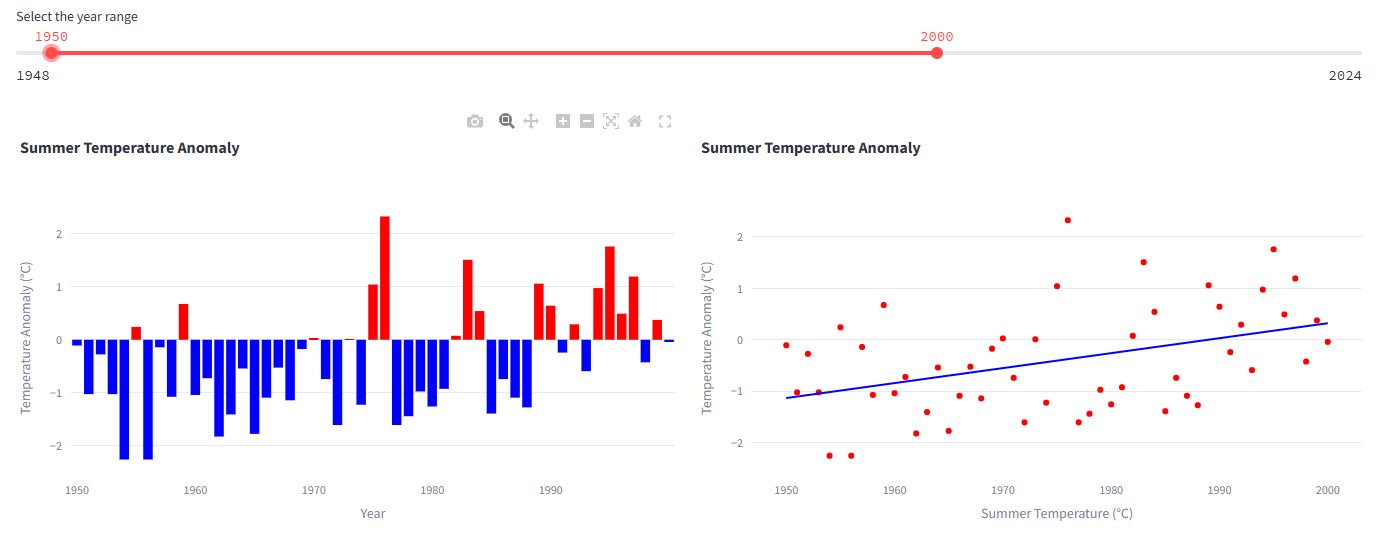 Select the year range
1950 2000
1948 2024
Summer Temperature Anomaly
Temperature Anomaly (°C)
2
1
0
−1
−2
1950 1960 1970 1980 1990
Year
Summer Temperature Anomaly
Temperature Anomaly (°C)
2
1
0
−1
−2
1950 1960 1970 1980 1990 2000
Summer Temperature (°C)